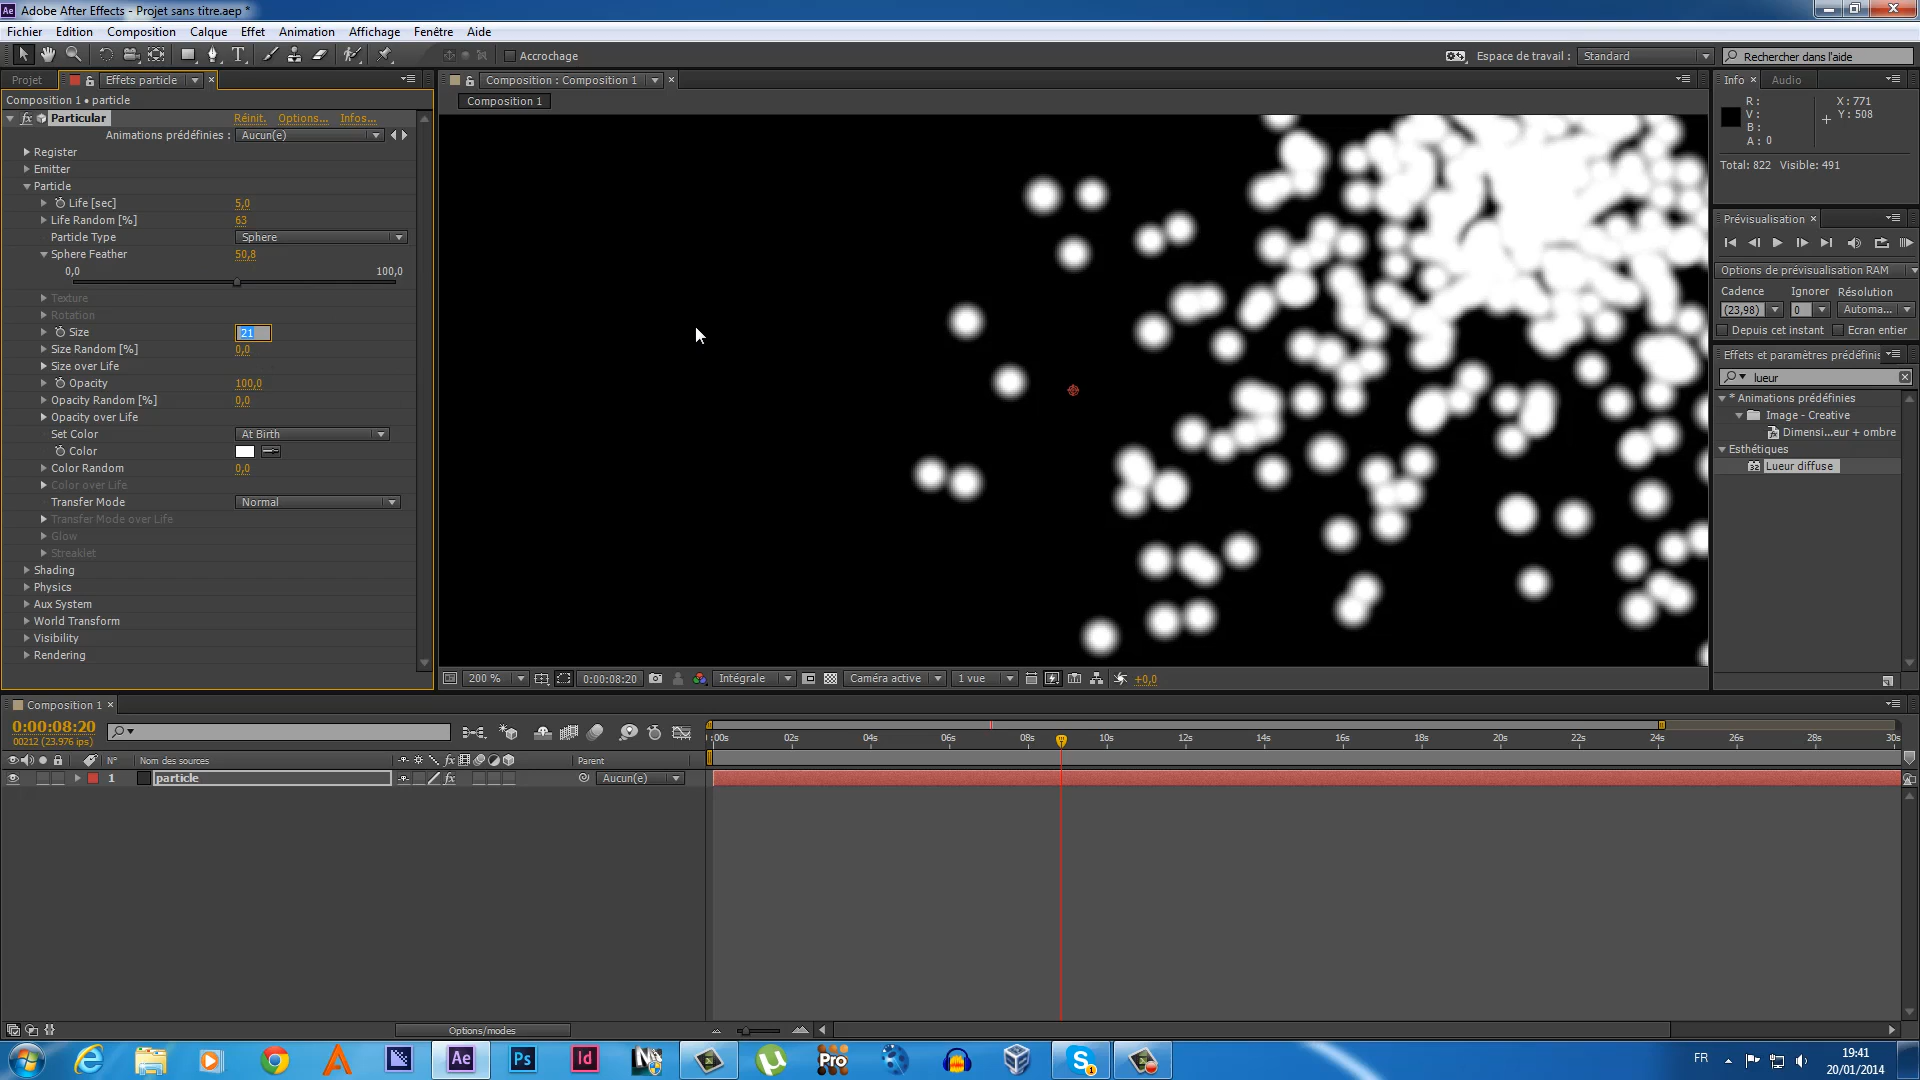 Adobe After Effects - Projet sans titre.aep *
Fichier Edition Composition Calque Effet Animation Affichage Fenêtre Aide
Accrochage
Espace de travail : Standard
Rechercher dans l'aide
Projet
Effets particle
Composition : Composition 1
Info
Audio
Composition 1 • particle
Composition 1
R :
V :
B :
A : 0
X : 771
Y : 508
Total: 822 Visible: 491
fx Particular Réinit. Options... Infos...
Animations prédéfinies : Aucun(e)
Register
Emitter
Particle
Life [sec] 5,0
Life Random [%] 63
Particle Type Sphere
Sphere Feather 50,8
0,0 100,0
Texture
Rotation
Size 21
Size Random [%] 0,0
Size over Life
Opacity 100,0
Opacity Random [%] 0,0
Opacity over Life
Set Color At Birth
Color
Color Random 0,0
Color over Life
Transfer Mode Normal
Transfer Mode over Life
Glow
Streaklet
Shading
Physics
Aux System
World Transform
Visibility
Rendering
Prévisualisation
Options de prévisualisation RAM
Cadence Ignorer Résolution
(23,98) 0 Automa...
Depuis cet instant Ecran entier
Effets et paramètres prédéfinis
lueur
* Animations prédéfinies
Image - Creative
Dimensi...eur + ombre
Esthétiques
Lueur diffuse
200 % 0:00:08:20 Intégrale Caméra active 1 vue +0,0
Composition 1
0:00:08:20
00212 (23.976 ips)
:00s 02s 04s 06s 08s 10s 12s 14s 16s 18s 20s 22s 24s 26s 28s 30s
N° Nom des sources fx Parent
1 particle fx Aucun(e)
Options/modes
Ae Ps Id Pro S 1
FR
19:41
20/01/2014